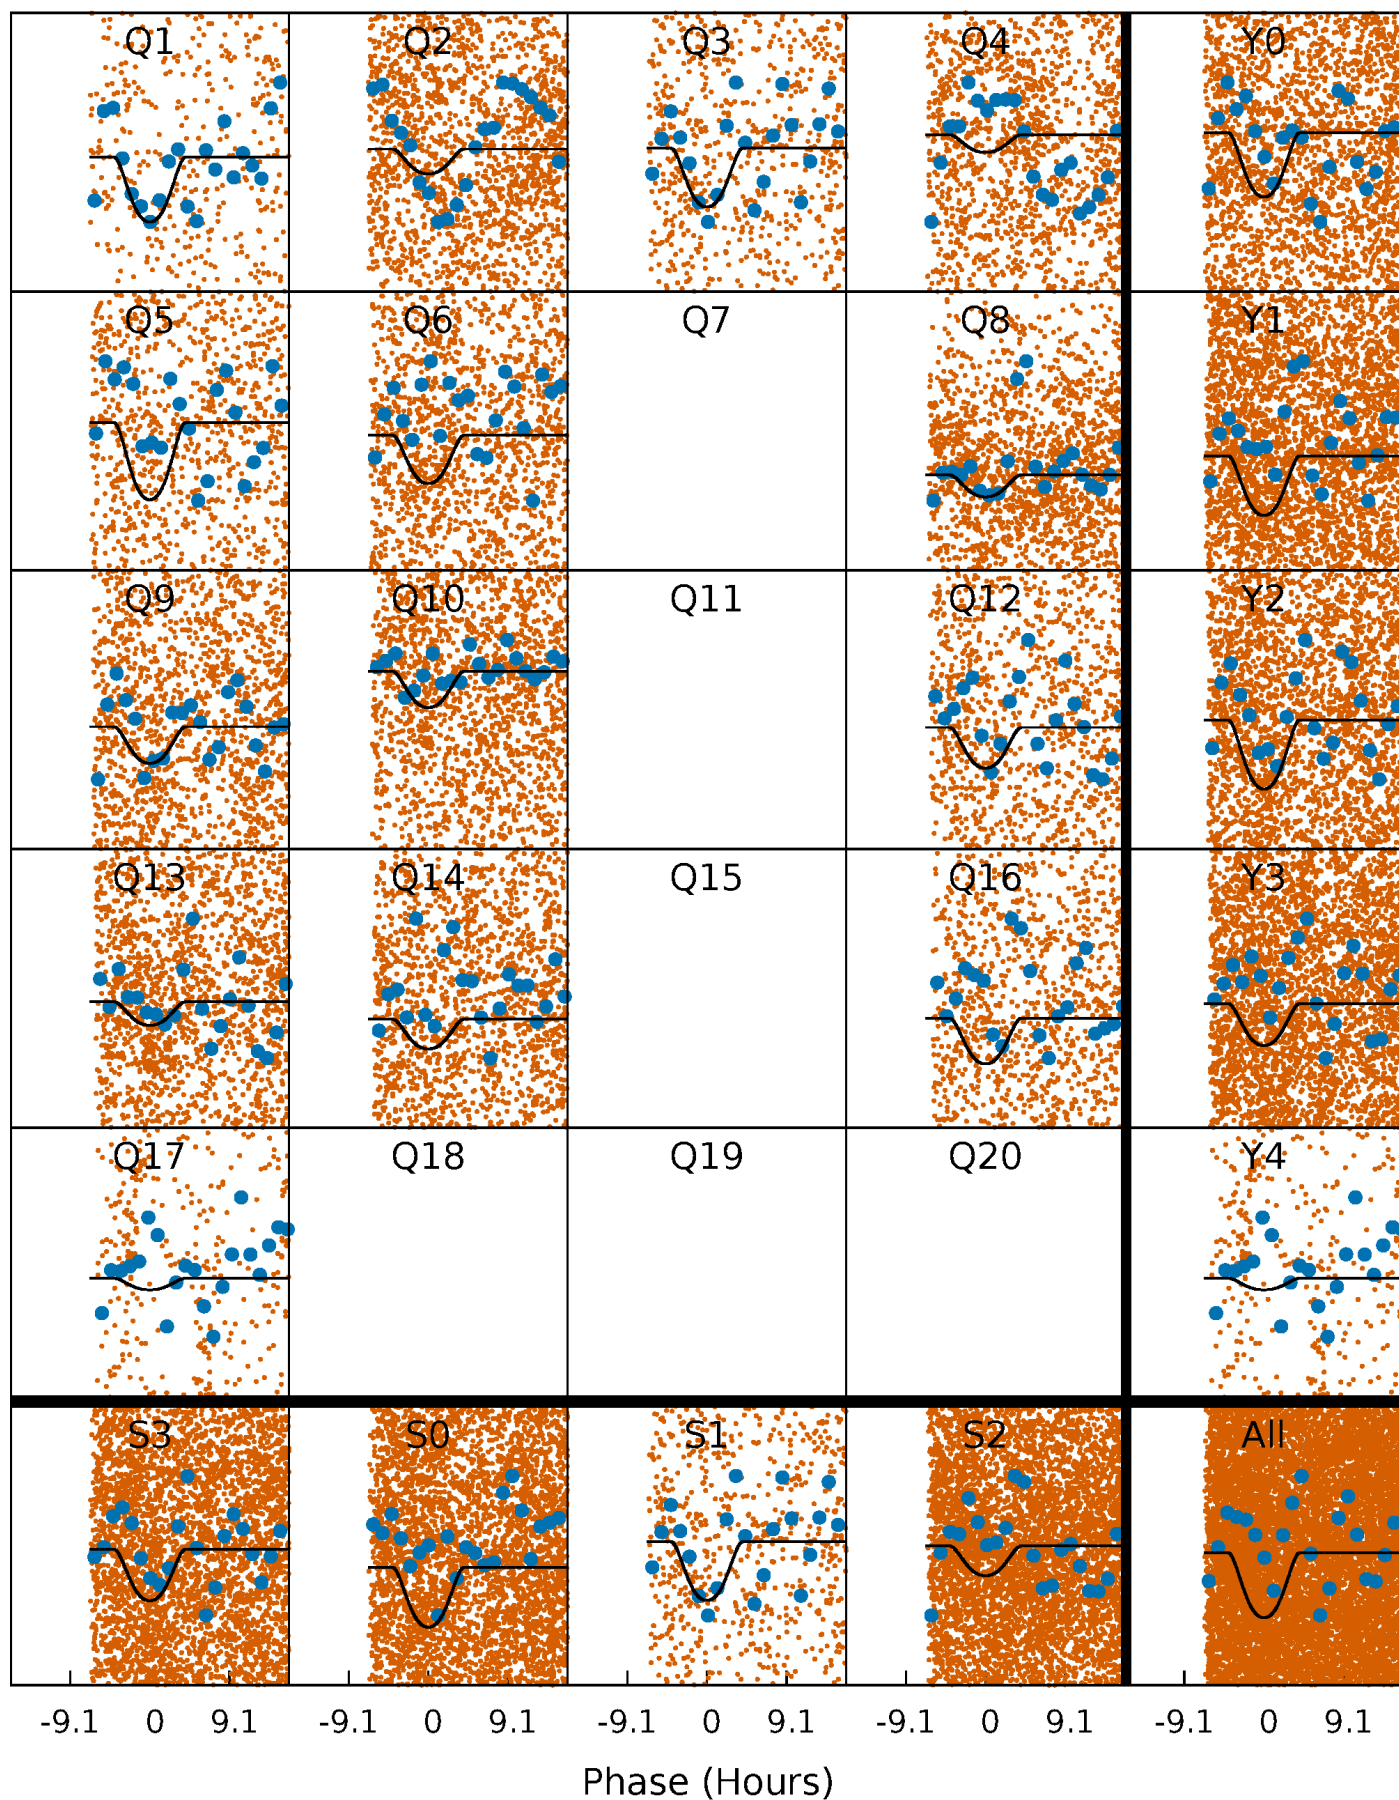 Q1 Q2 Q3 Q4 Y0
Q5 Q6 Q7 Q8 Y1
Q9 Q10 Q11 Q12 Y2
Q13 Q14 Q15 Q16 Y3
Q17 Q18 Q19 Q20 Y4
S3 S0 S1 S2 All
-9.1 0 9.1 -9.1 0 9.1 -9.1 0 9.1 -9.1 0 9.1 -9.1 0 9.1
Phase (Hours)